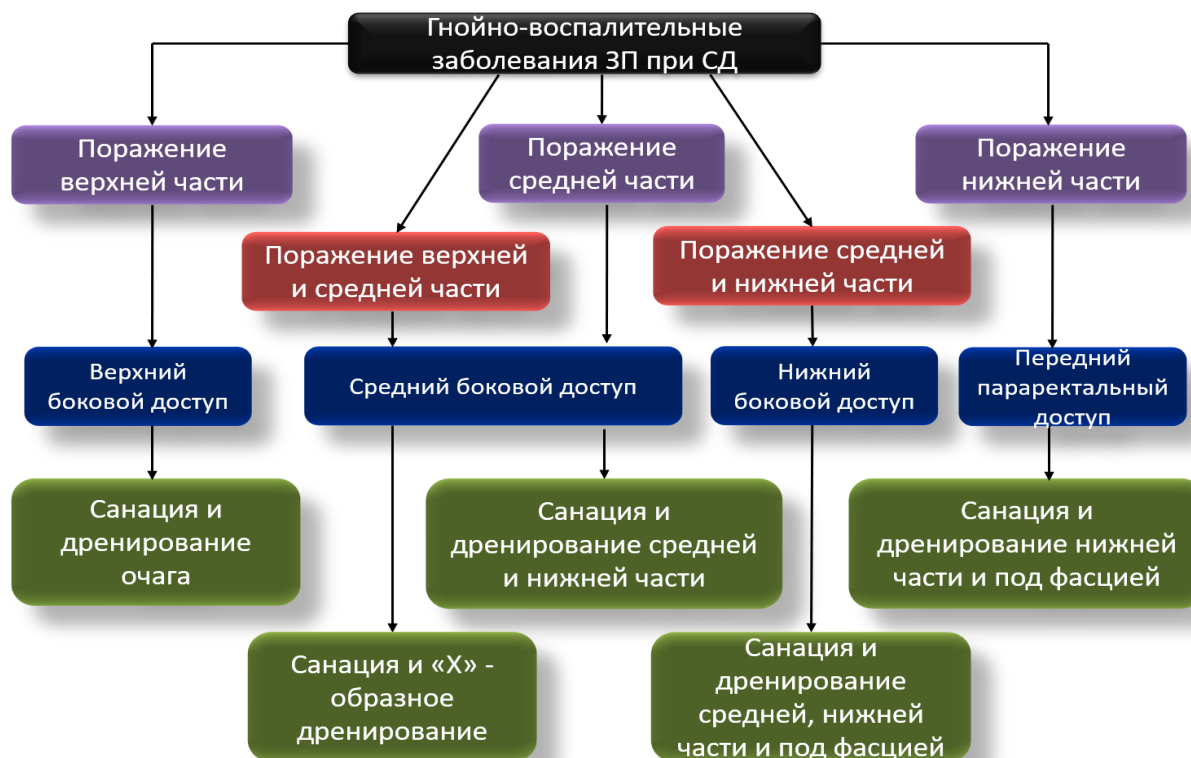 Гнойно-воспалительные
заболевания ЗП при СД
Поражение
верхней части
Поражение
средней части
Поражение
нижней части
Поражение верхней
и средней части
Поражение средней
и нижней части
Верхний
боковой доступ
Средний боковой доступ
Нижний
боковой доступ
Передний
параректальный
доступ
Санация и
дренирование
очага
Санация и
дренирование средней
и нижней части
Санация и
дренирование нижней
части и под фасцией
Санация и «Х» -
образное
дренирование
Санация и
дренирование
средней, нижней
части и под фасцией